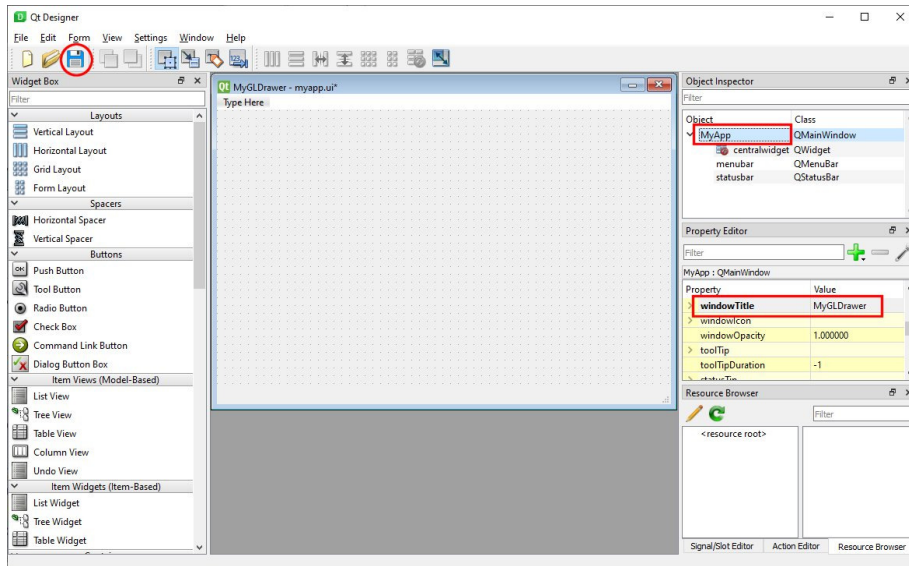 Qt Designer
File Edit Form View Settings Window Help
Widget Box
Filter
Layouts
Vertical Layout
Horizontal Layout
Grid Layout
Form Layout
Spacers
Horizontal Spacer
Vertical Spacer
Buttons
OK
Push Button
Tool Button
Radio Button
Check Box
Command Link Button
Dialog Button Box
Item Views (Model-Based)
List View
Tree View
Table View
Column View
Undo View
Item Widgets (Item-Based)
List Widget
Tree Widget
Table Widget
MyGLDrawer - myapp.ui*
Type Here
Object Inspector
Filter
Object Class
MyApp QMainWindow
centralwidget QWidget
menubar QMenuBar
statusbar QStatusBar
Property Editor
Filter
MyApp : QMainWindow
Property Value
windowTitle MyGLDrawer
windowIcon
windowOpacity 1.000000
toolTip
toolTipDuration -1
statusTip
Resource Browser
Filter
<resource root>
Signal/Slot Editor Action Editor Resource Browser